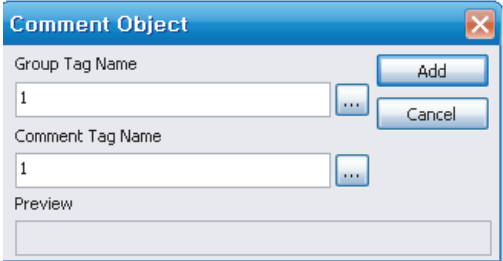 Comment Object
Group Tag Name
Add
1
...
Cancel
Comment Tag Name
1
...
Preview